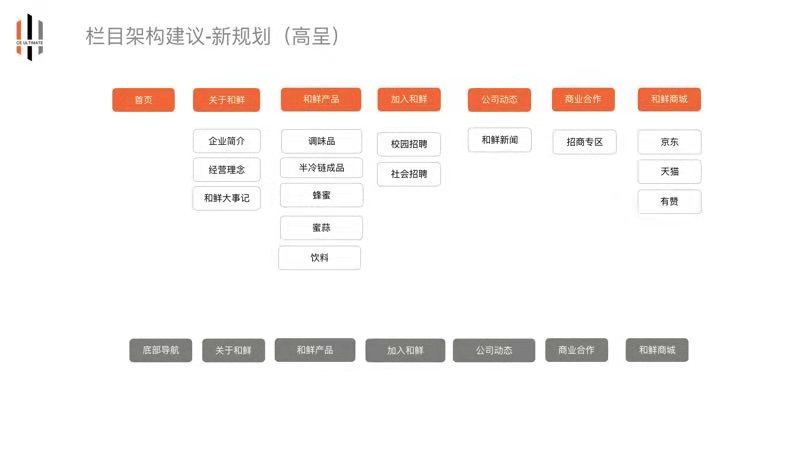 CE ULTIMATE
栏目架构建议-新规划（高呈）
首页 关于和鲜 和鲜产品 加入和鲜 公司动态 商业合作 和鲜商城
企业简介 调味品 校园招聘 和鲜新闻 招商专区 京东
经营理念 半冷链成品 社会招聘 天猫
和鲜大事记 蜂蜜 有赞
蜜蒜
饮料
底部导航 关于和鲜 和鲜产品 加入和鲜 公司动态 商业合作 和鲜商城